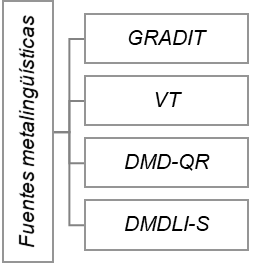 Fuentes metalingüísticas
GRADIT
VT
DMD-QR
DMDLI-S